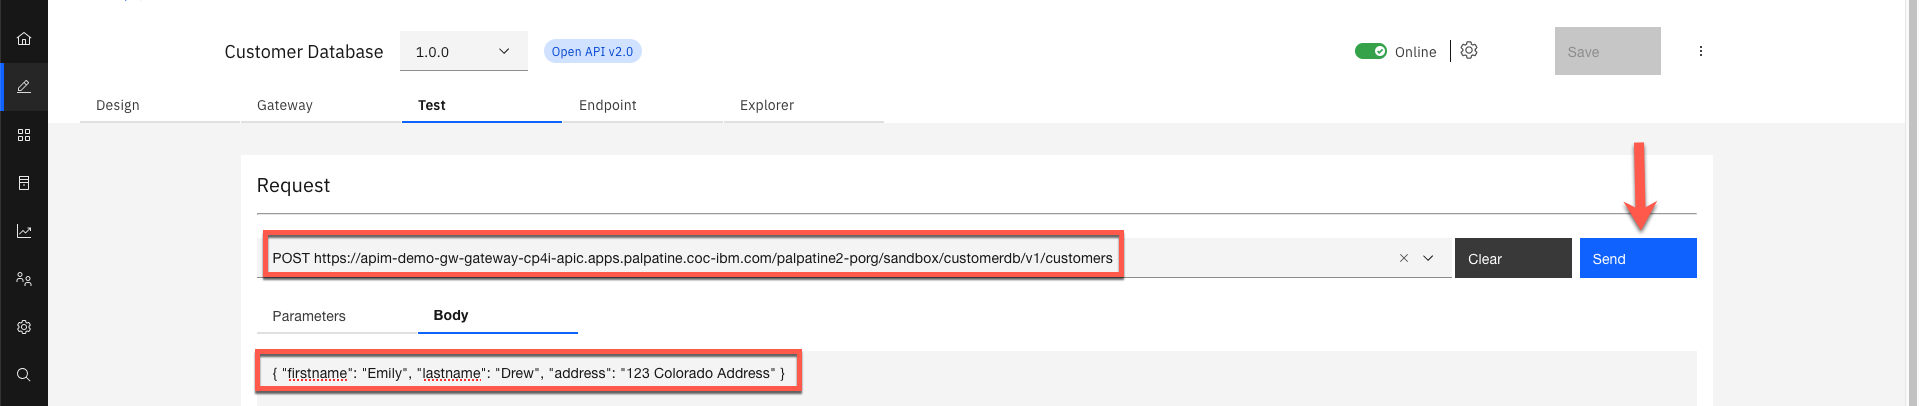 Customer Database 1.0.0 Open API v2.0 Online Save
Design Gateway Test Endpoint Explorer
Request
POST https://apim-demo-gw-gateway-cp4i-apic.apps.palpatine.coc-ibm.com/palpatine2-porg/sandbox/customerdb/v1/customers Clear Send
Parameters Body
{ "firstname": "Emily", "lastname": "Drew", "address": "123 Colorado Address" }